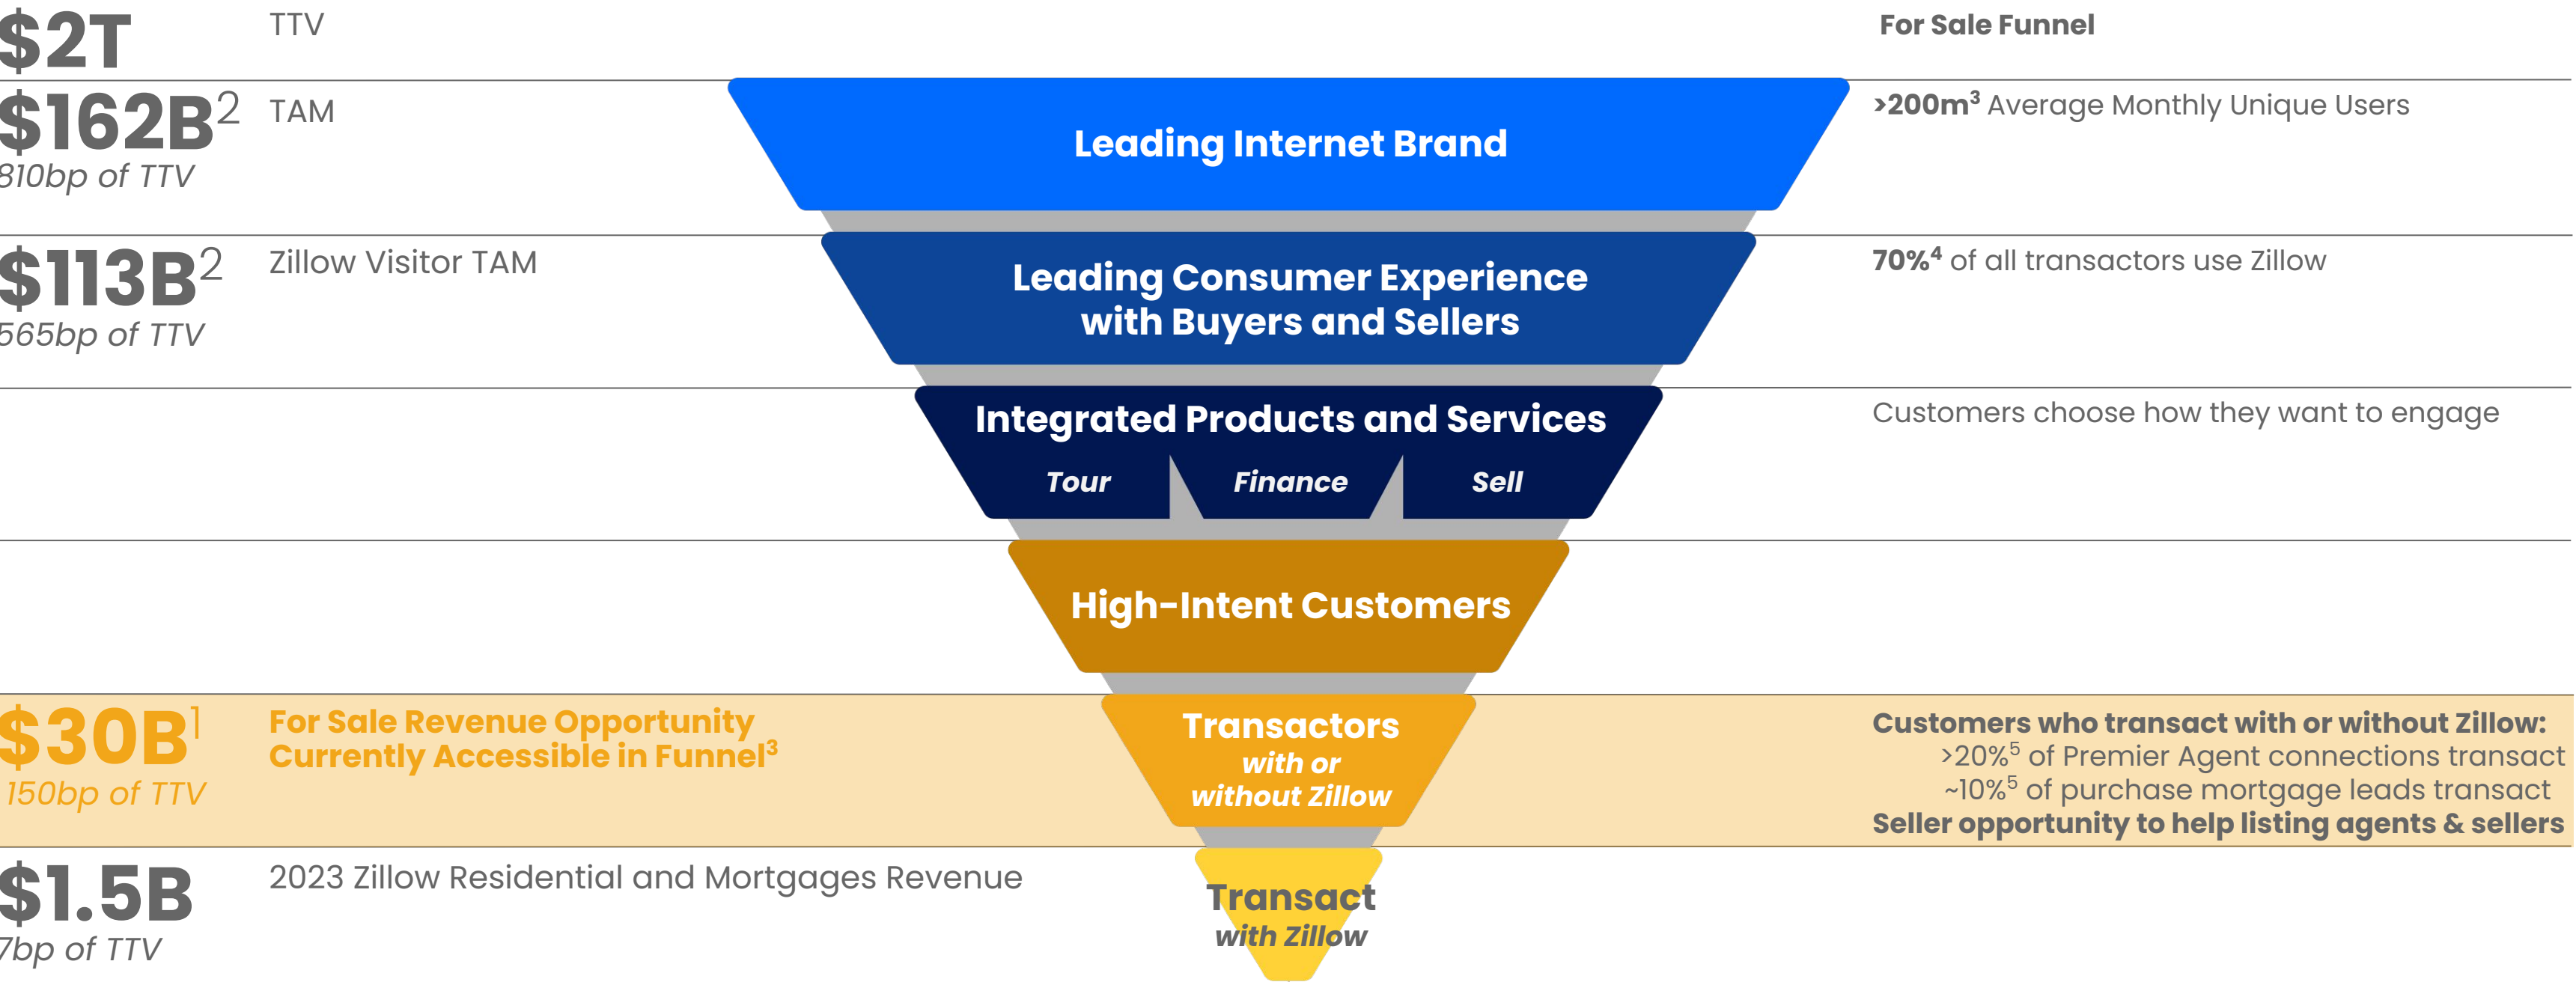 $2T
TTV
For Sale Funnel
$162B2
TAM
810bp of TTV
Leading Internet Brand
>200m3 Average Monthly Unique Users
$113B2
Zillow Visitor TAM
565bp of TTV
Leading Consumer Experience
with Buyers and Sellers
70%4 of all transactors use Zillow
Integrated Products and Services
Tour
Finance
Sell
Customers choose how they want to engage
High-Intent Customers
$30B1
150bp of TTV
For Sale Revenue Opportunity
Currently Accessible in Funnel3
Transactors
with or
without Zillow
Customers who transact with or without Zillow:
>20%5 of Premier Agent connections transact
~10%5 of purchase mortgage leads transact
Seller opportunity to help listing agents & sellers
$1.5B
7bp of TTV
2023 Zillow Residential and Mortgages Revenue
Transact
with Zillow